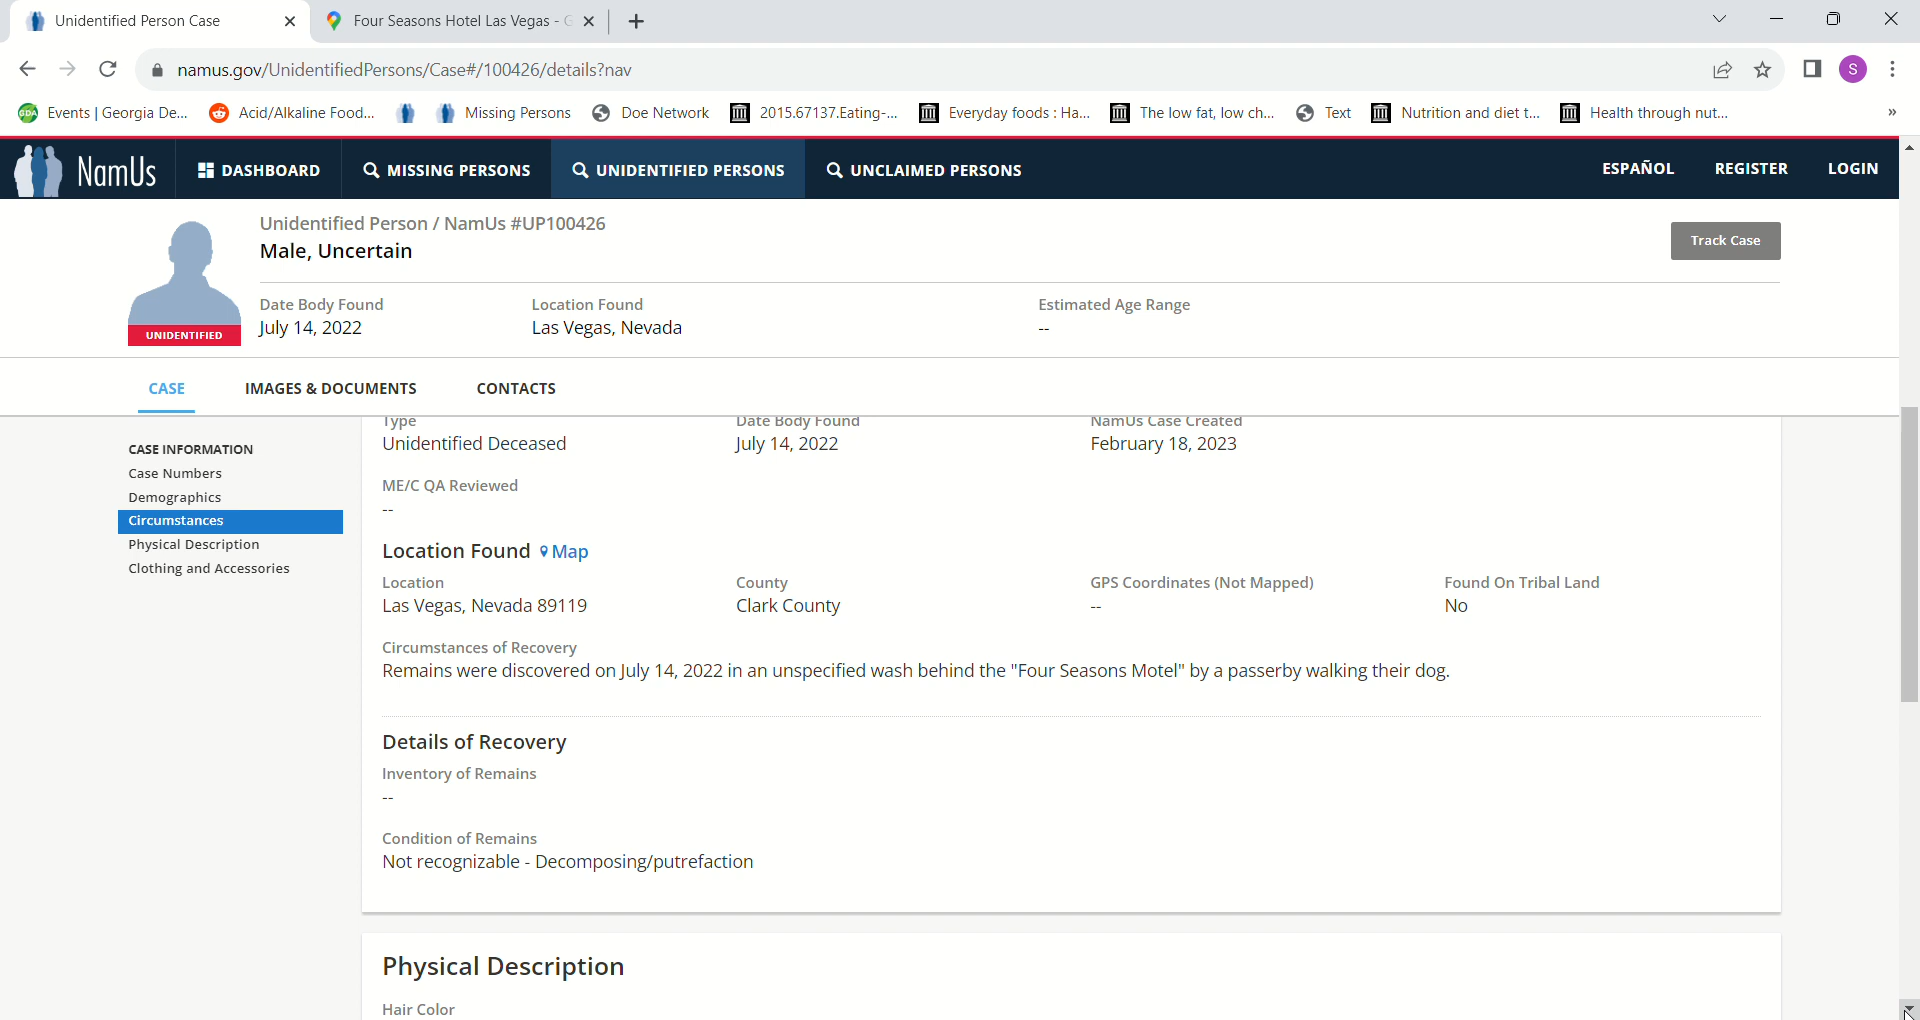 Unidentified Person Case
Four Seasons Hotel Las Vegas - G
namus.gov/UnidentifiedPersons/Case#/100426/details?nav
S
GDA
Events | Georgia De...
Acid/Alkaline Food...
Missing Persons
Doe Network
2015.67137.Eating-...
Everyday foods : Ha...
The low fat, low ch...
Text
Nutrition and diet t...
Health through nut...
»
NamUs
DASHBOARD
MISSING PERSONS
UNIDENTIFIED PERSONS
UNCLAIMED PERSONS
ESPAÑOL
REGISTER
LOGIN
Unidentified Person / NamUs #UP100426
Male, Uncertain
Track Case
UNIDENTIFIED
Date Body Found
Location Found
Estimated Age Range
July 14, 2022
Las Vegas, Nevada
--
CASE
IMAGES & DOCUMENTS
CONTACTS
CASE INFORMATION
Case Numbers
Demographics
Circumstances
Physical Description
Clothing and Accessories
Type
Date Body Found
NamUs Case Created
Unidentified Deceased
July 14, 2022
February 18, 2023
ME/C QA Reviewed
--
Location Found Map
Location
County
GPS Coordinates (Not Mapped)
Found On Tribal Land
Las Vegas, Nevada 89119
Clark County
--
No
Circumstances of Recovery
Remains were discovered on July 14, 2022 in an unspecified wash behind the "Four Seasons Motel" by a passerby walking their dog.
Details of Recovery
Inventory of Remains
--
Condition of Remains
Not recognizable - Decomposing/putrefaction
Physical Description
Hair Color